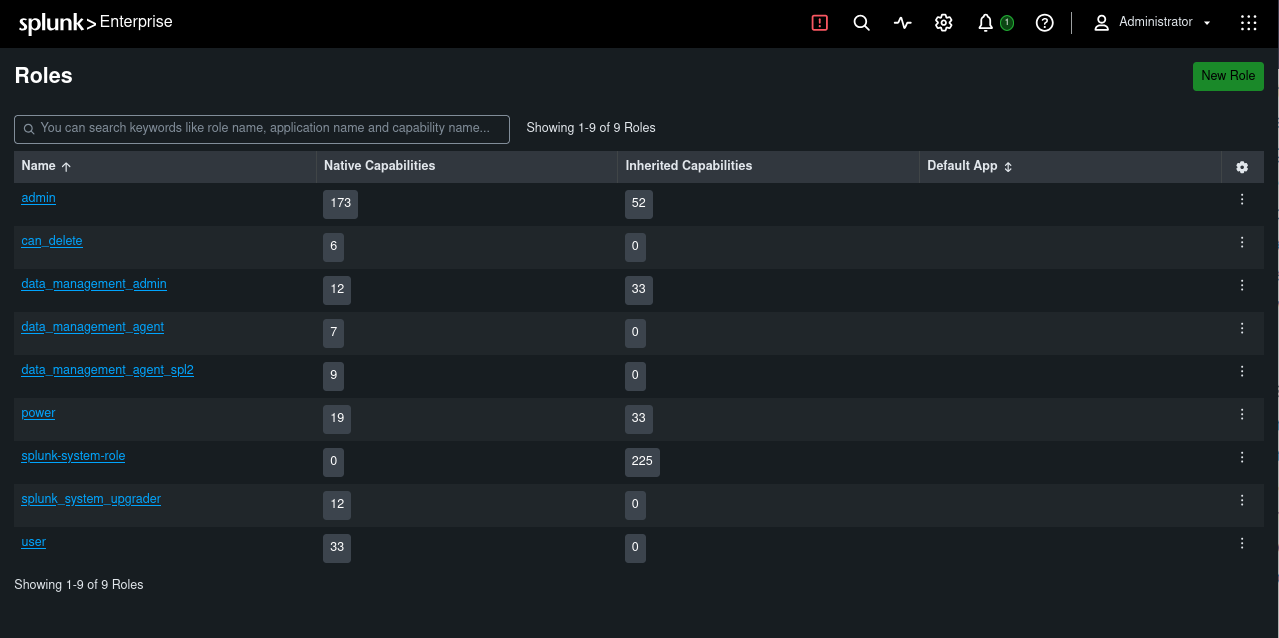 splunk> Enterprise
1
Administrator
Roles
New Role
You can search keywords like role name, application name and capability name...
Showing 1-9 of 9 Roles
Name Native Capabilities Inherited Capabilities Default App
admin 173 52
can_delete 6 0
data_management_admin 12 33
data_management_agent 7 0
data_management_agent_spl2 9 0
power 19 33
splunk-system-role 0 225
splunk_system_upgrader 12 0
user 33 0
Showing 1-9 of 9 Roles